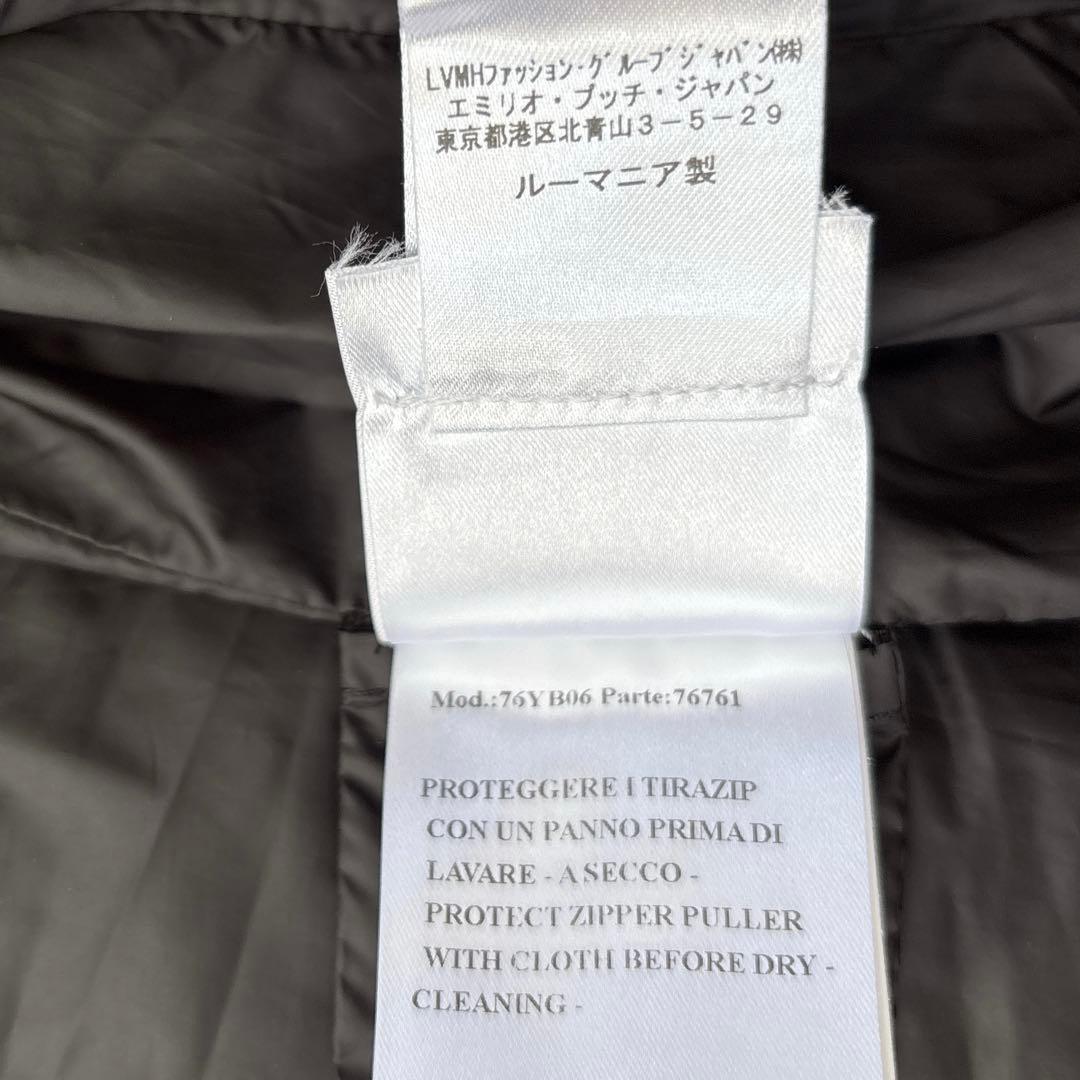 LVMHファッション・グループジャパン(株)
エミリオ・プッチ・ジャパン
東京都港区北青山3-5-29
ルーマニア製
Mod.:76YB06 Parte:76761
PROTEGGERE I TIRAZIP
CON UN PANNO PRIMA DI
LAVARE - A SECCO -
PROTECT ZIPPER PULLER
WITH CLOTH BEFORE DRY -
CLEANING -